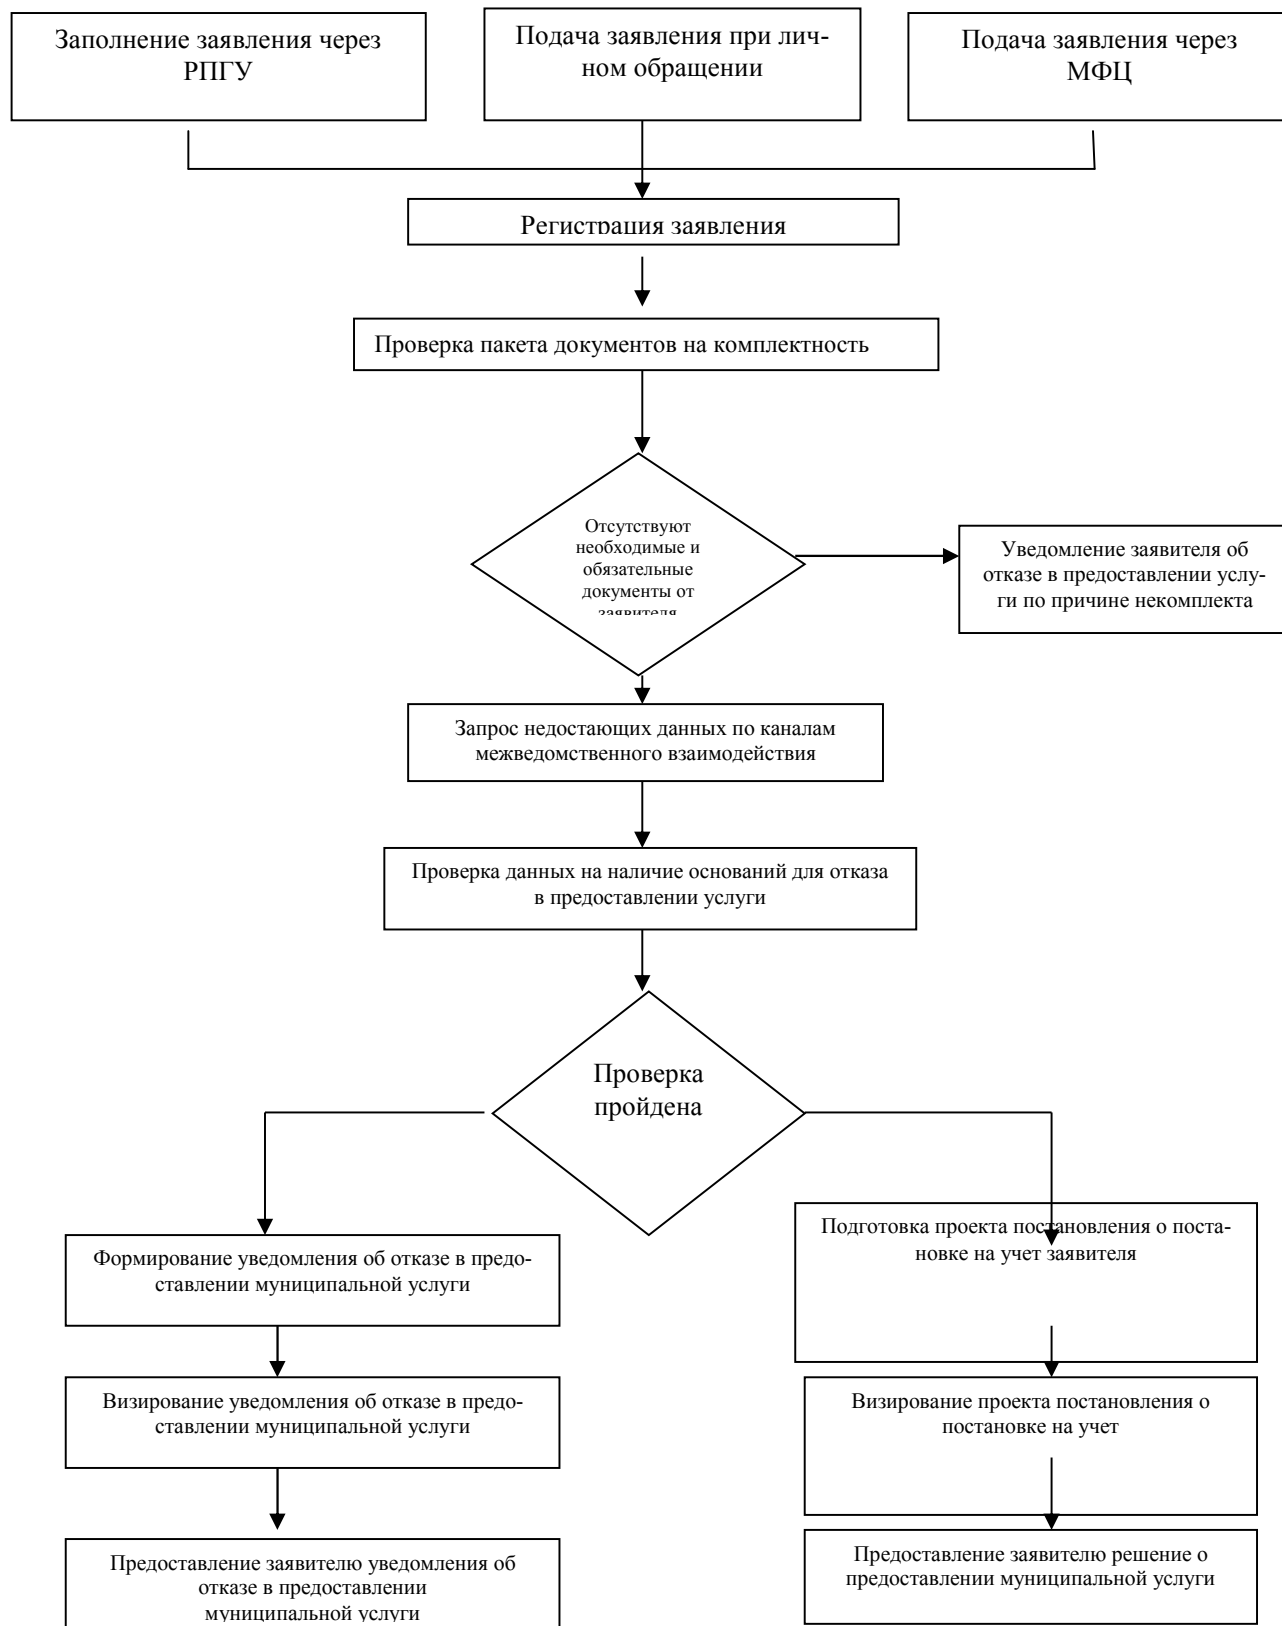 Заполнение заявления через
РПГУ
Подача заявления при лич-
ном обращении
Подача заявления через
МФЦ
Регистрация заявления
Проверка пакета документов на комплектность
Отсутствуют
необходимые и
обязательные
документы от
заявителя
Уведомление заявителя об
отказе в предоставлении услу-
ги по причине некомплекта
Запрос недостающих данных по каналам
межведомственного взаимодействия
Проверка данных на наличие оснований для отказа
в предоставлении услуги
Проверка
пройдена
Формирование уведомления об отказе в предо-
ставлении муниципальной услуги
Подготовка проекта постановления о поста-
новке на учет заявителя
Визирование уведомления об отказе в предо-
ставлении муниципальной услуги
Визирование проекта постановления о
постановке на учет
Предоставление заявителю уведомления об
отказе в предоставлении
муниципальной услуги
Предоставление заявителю решение о
предоставлении муниципальной услуги